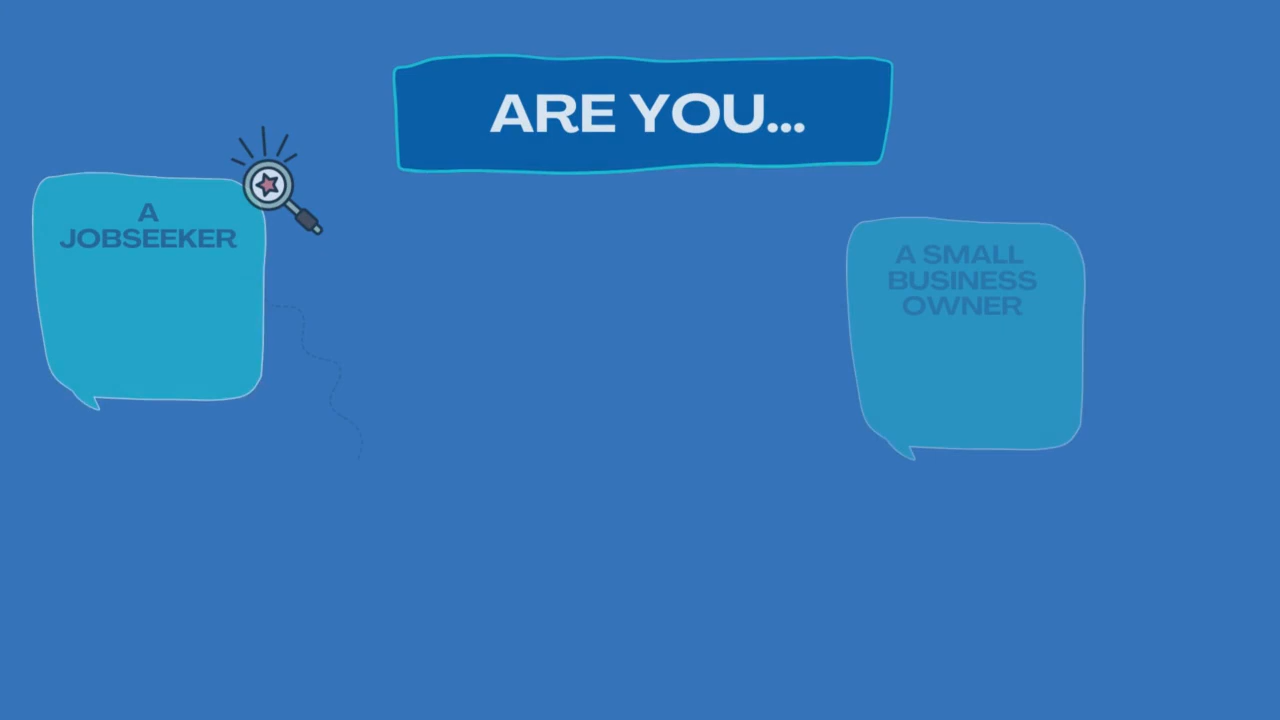 ARE YOU...
A
JOBSEEKER
A SMALL
BUSINESS
OWNER